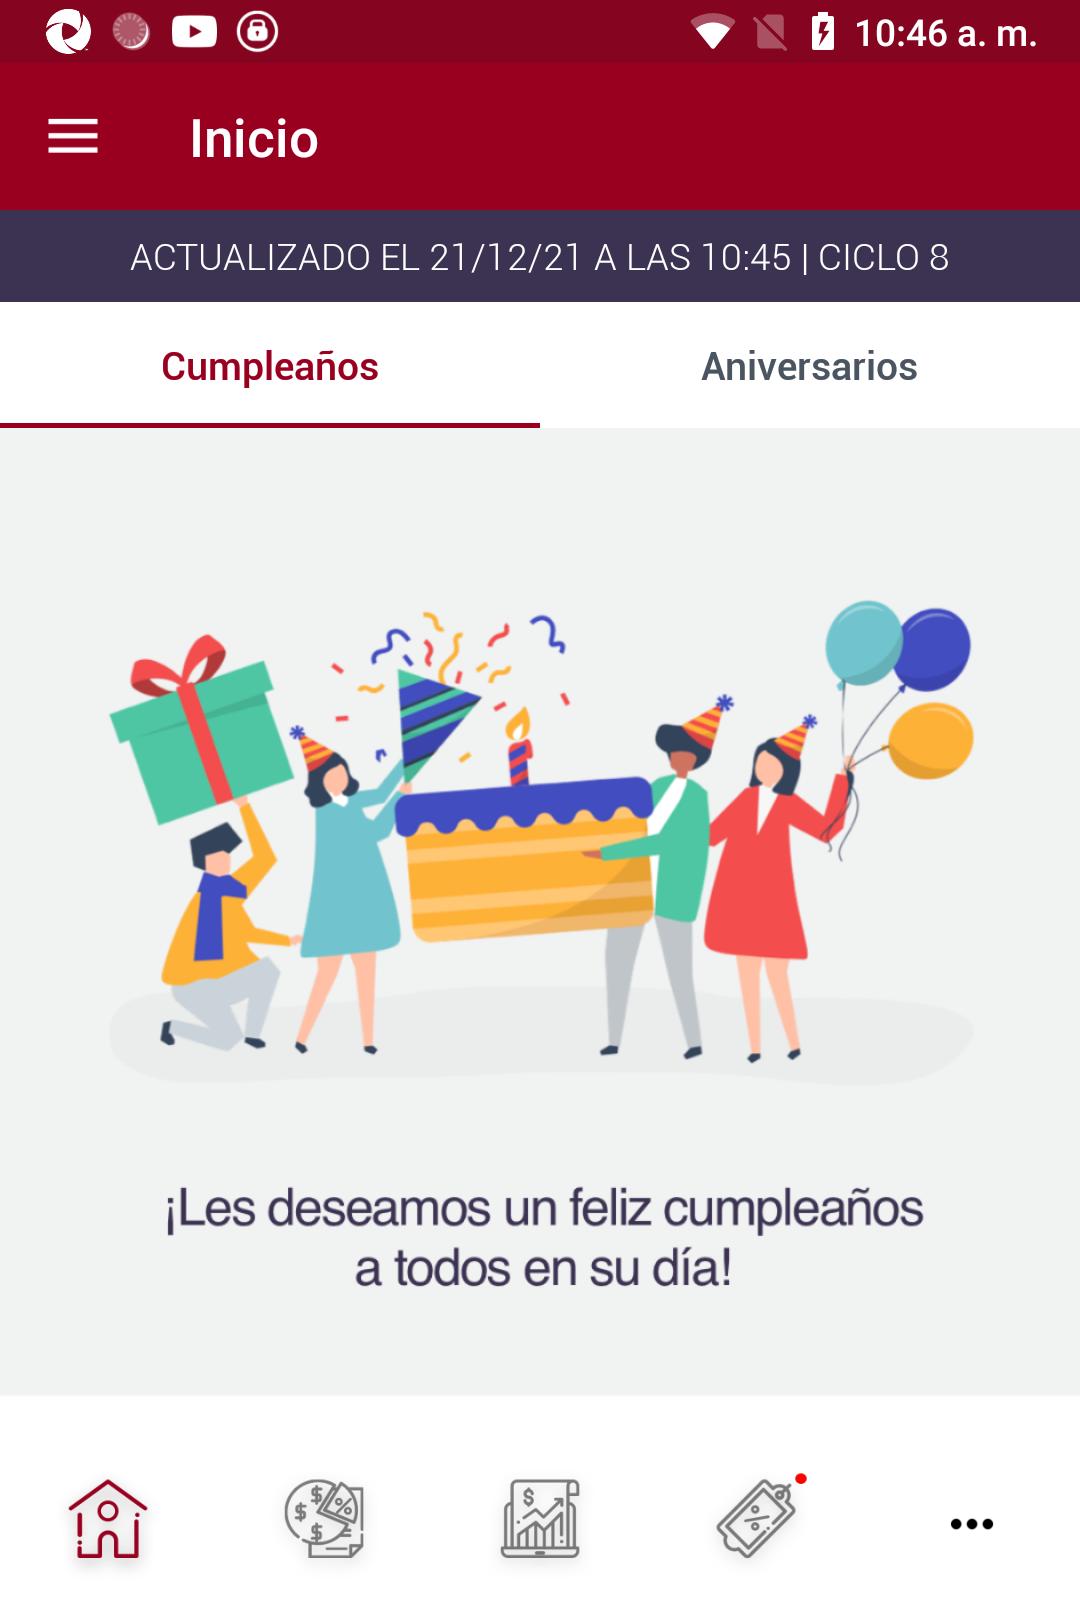 10:46 a. m.
Inicio
ACTUALIZADO EL 21/12/21 A LAS 10:45 | CICLO 8
Cumpleaños
Aniversarios
¡Les deseamos un feliz cumpleaños
a todos en su día!